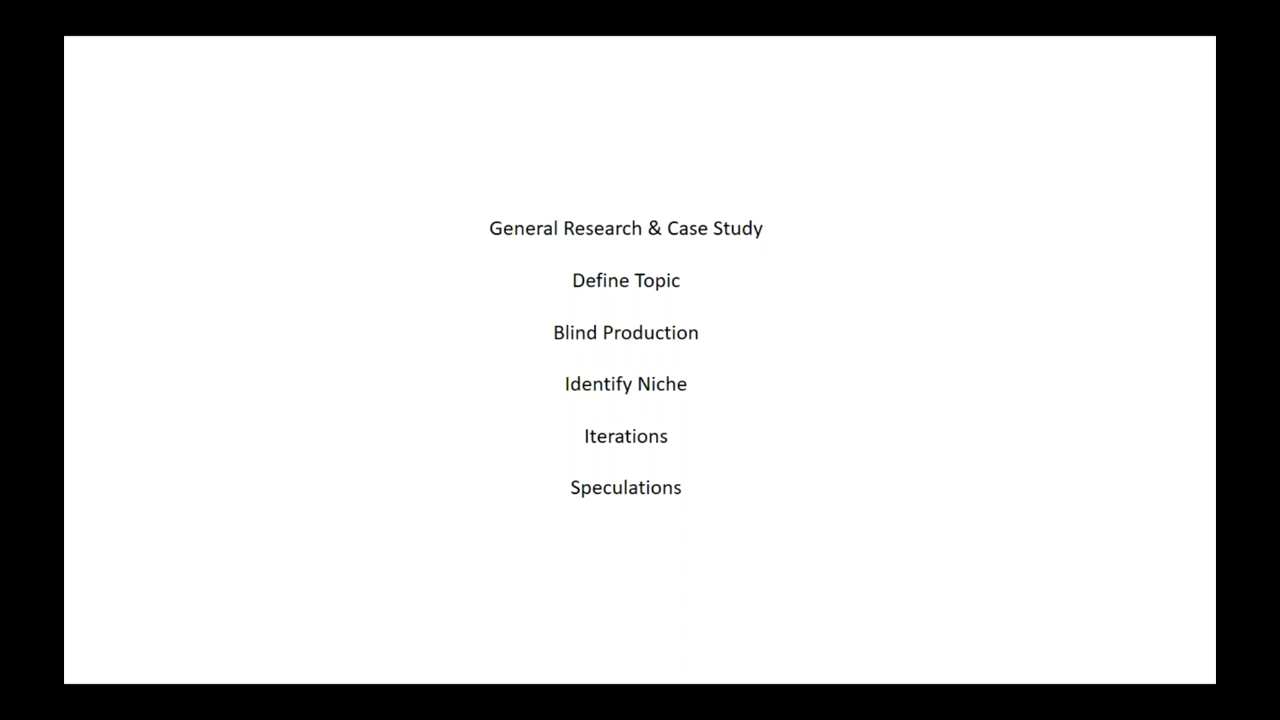 General Research & Case Study
Define Topic
Blind Production
Identify Niche
Iterations
Speculations